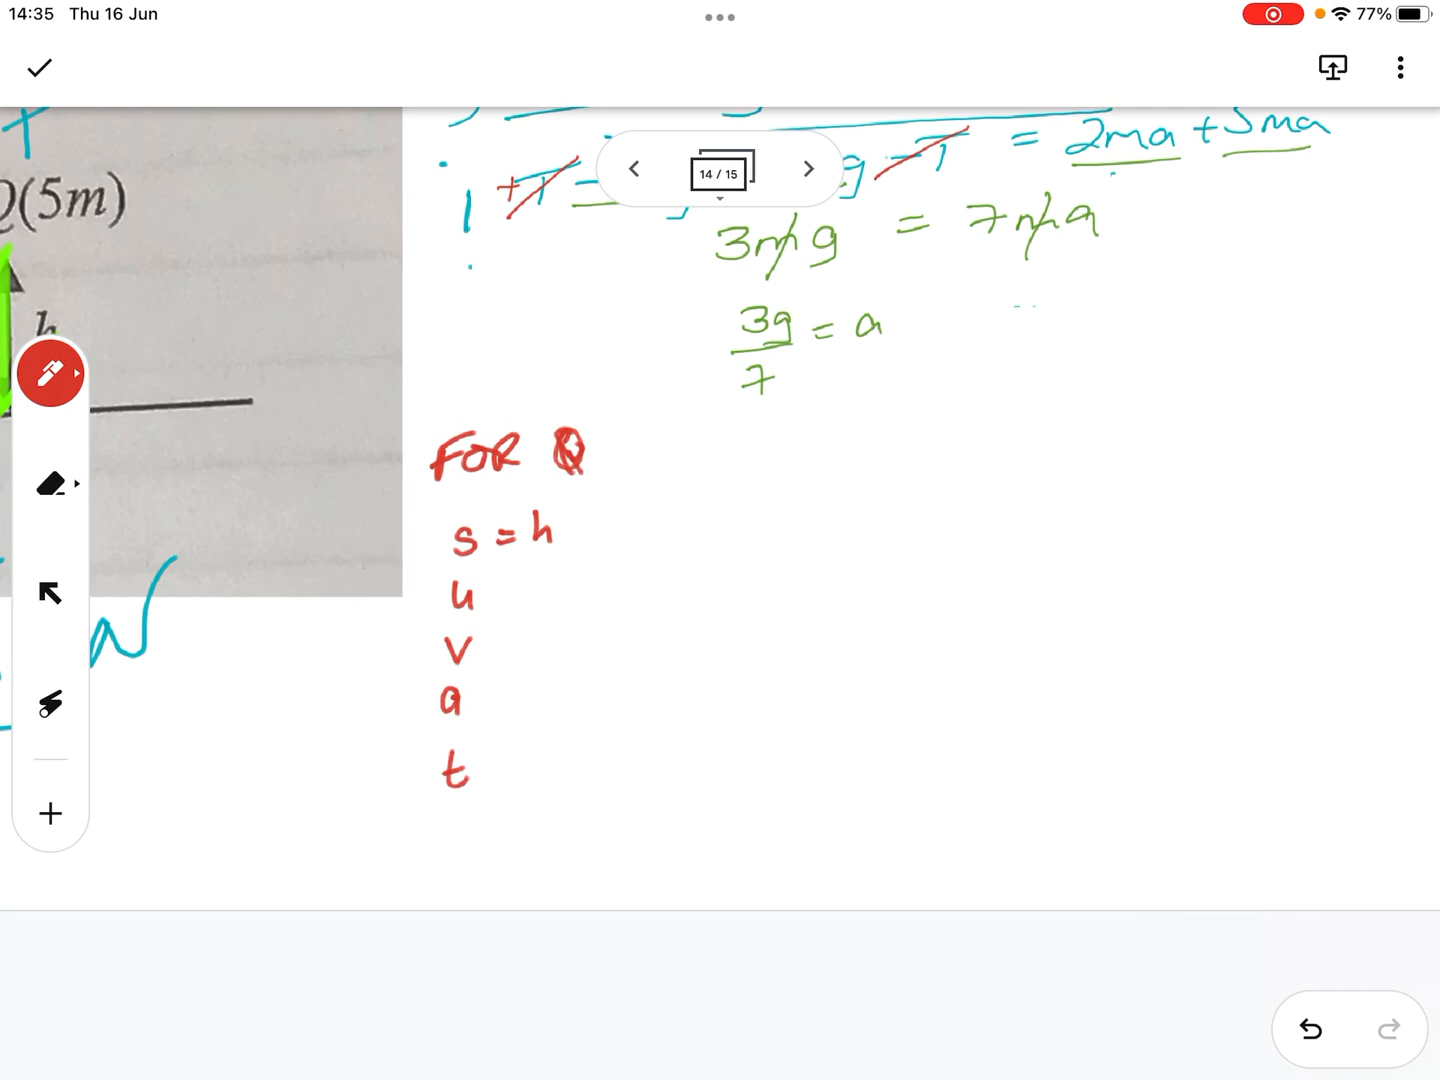 14:35 Thu 16 Jun 77%
14 / 15
+T g -T = 2ma + 5ma
Q(5m)
3mg = 7ma
h
3g = a
7
FOR Q
s = h
u
v
a
t